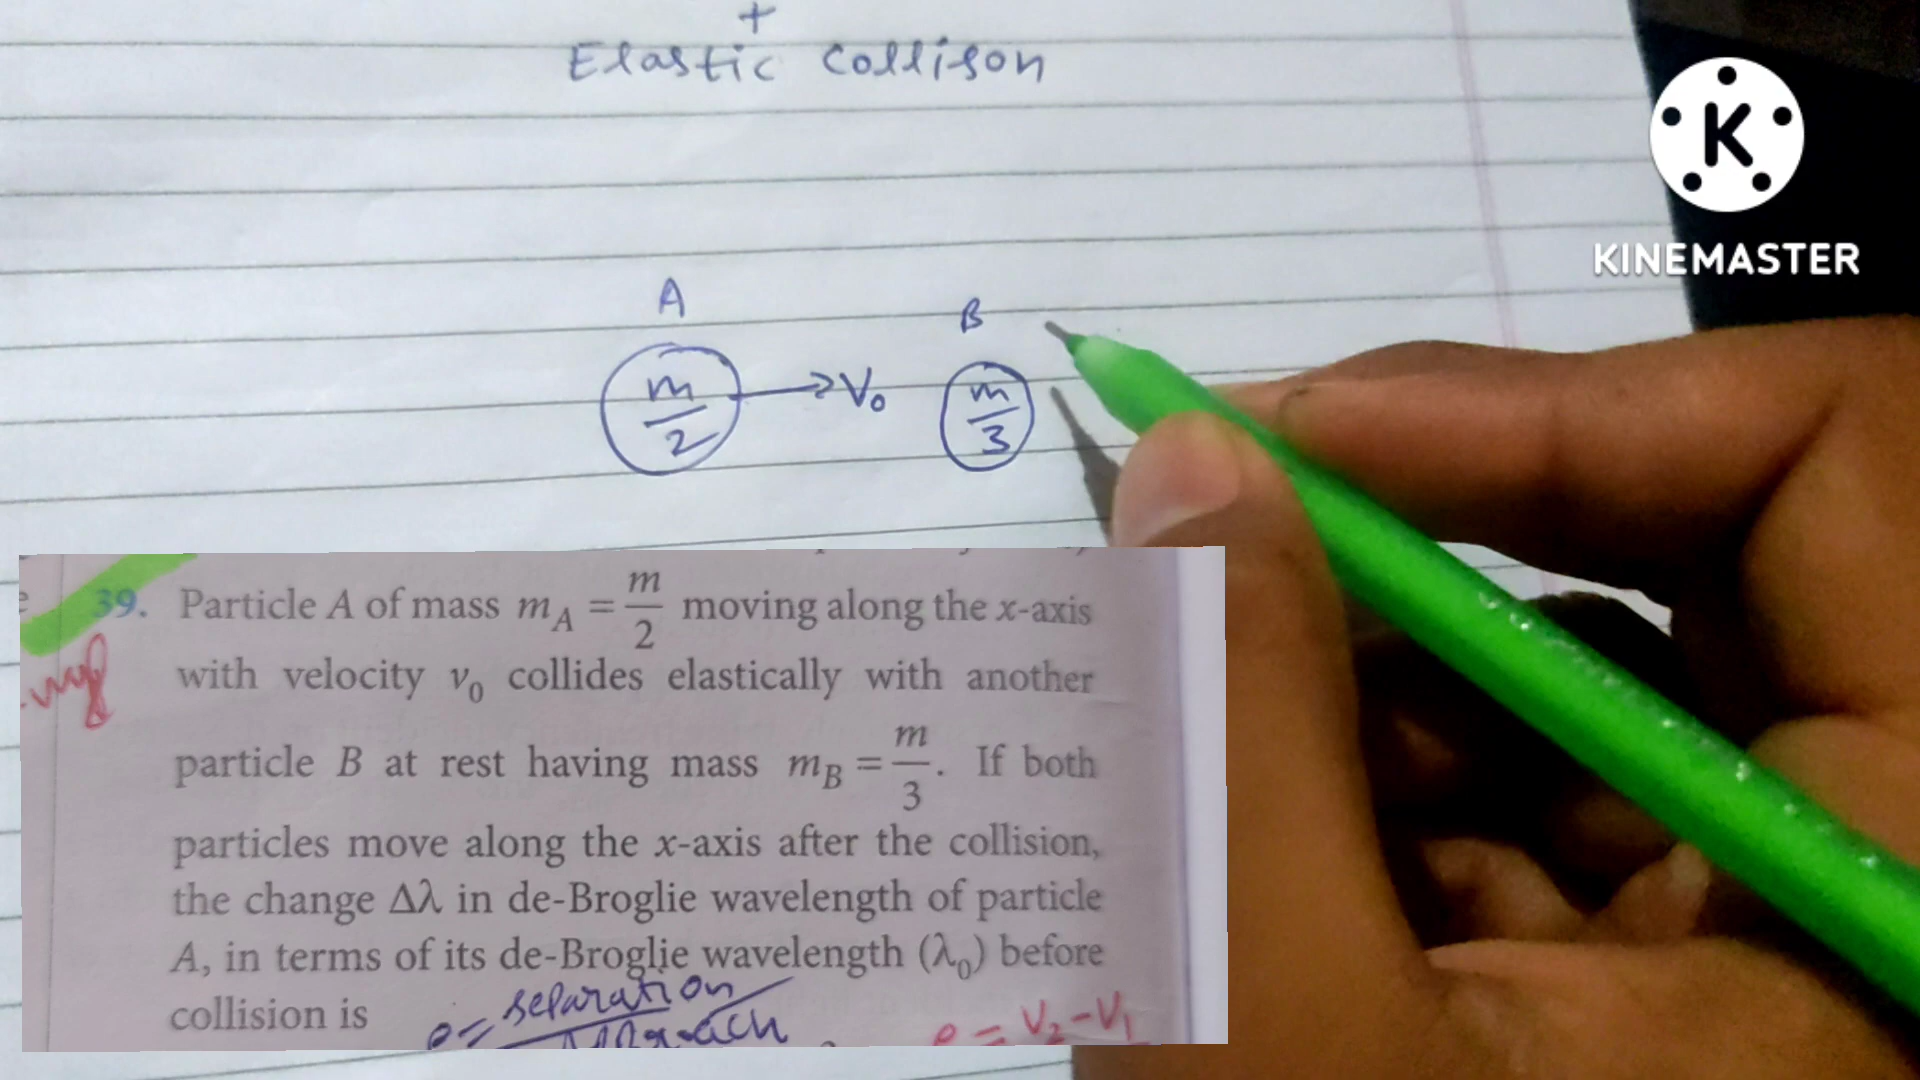 +
Elastic Collison
K
KINEMASTER
A
B
m/2 → V₀
m/3
39. Particle A of mass m_A = m/2 moving along the x-axis
with velocity v₀ collides elastically with another
particle B at rest having mass m_B = m/3. If both
particles move along the x-axis after the collision,
the change Δλ in de-Broglie wavelength of particle
A, in terms of its de-Broglie wavelength (λ₀) before
collision is
e = separation
e = V₂-V₁